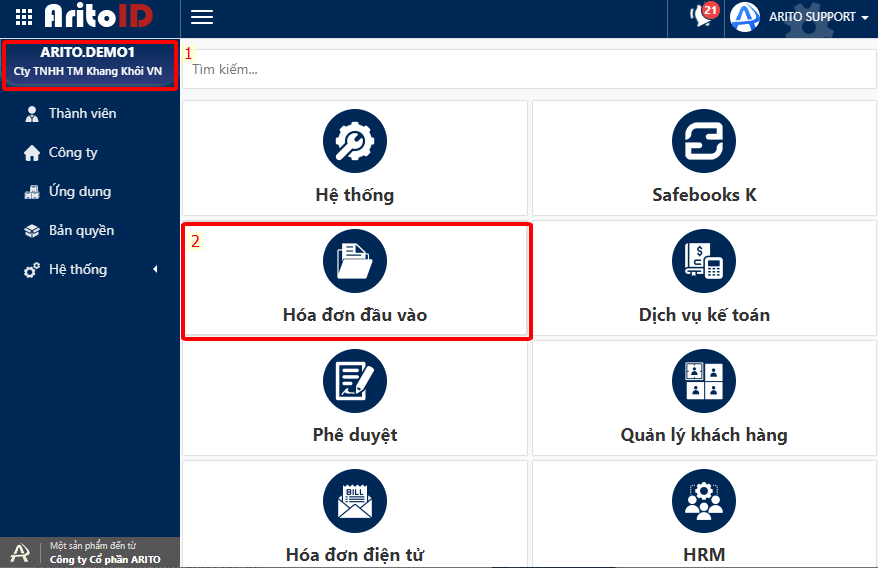 AritoID
21
ARITO SUPPORT
ARITO.DEMO1
Cty TNHH TM Khang Khôi VN
1
Tìm kiếm...
Thành viên
Công ty
Ứng dụng
Bản quyền
Hệ thống
Hệ thống
Safebooks K
2
Hóa đơn đầu vào
$
Dịch vụ kế toán
Phê duyệt
Quản lý khách hàng
BILL
Hóa đơn điện tử
HRM
Một sản phẩm đến từ
Công ty Cổ phần ARITO